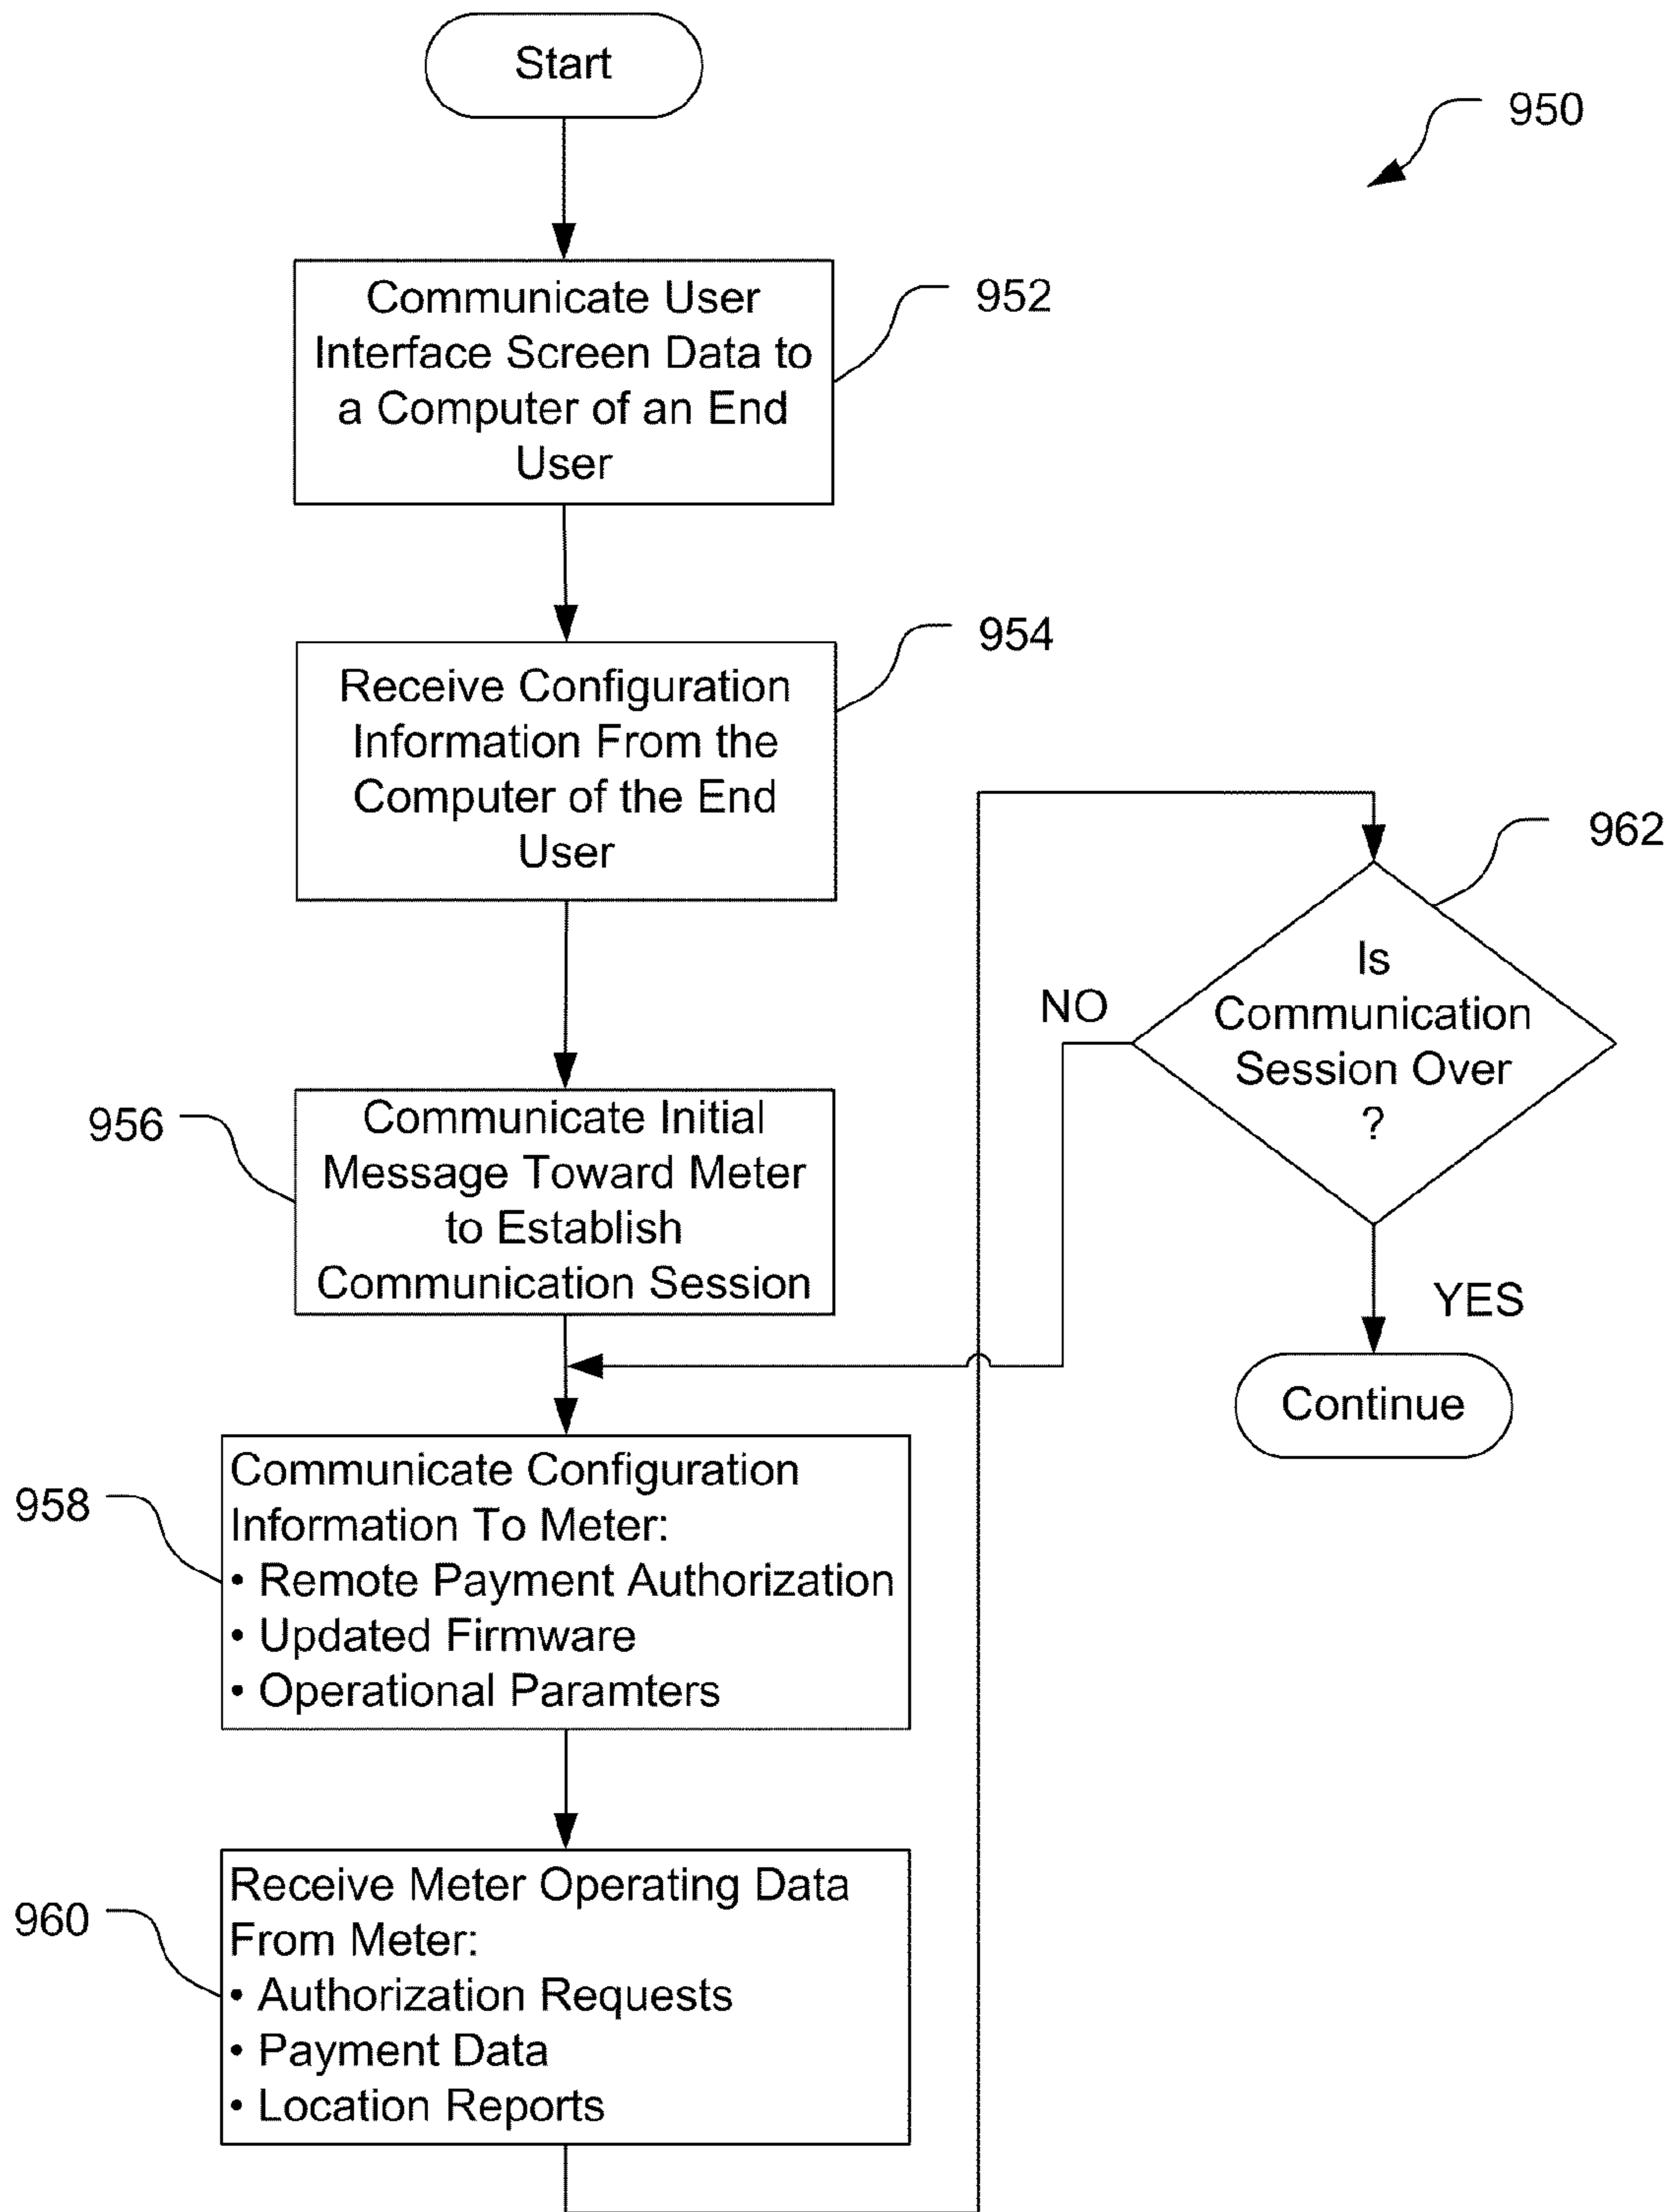 Start
950
Communicate User
Interface Screen Data to
a Computer of an End
User
952
Receive Configuration
Information From the
Computer of the End
User
954
Communicate Initial
Message Toward Meter
to Establish
Communication Session
956
Communicate Configuration
Information To Meter:
• Remote Payment Authorization
• Updated Firmware
• Operational Paramters
958
Receive Meter Operating Data
From Meter:
• Authorization Requests
• Payment Data
• Location Reports
960
Is
Communication
Session Over
?
962
NO
YES
Continue